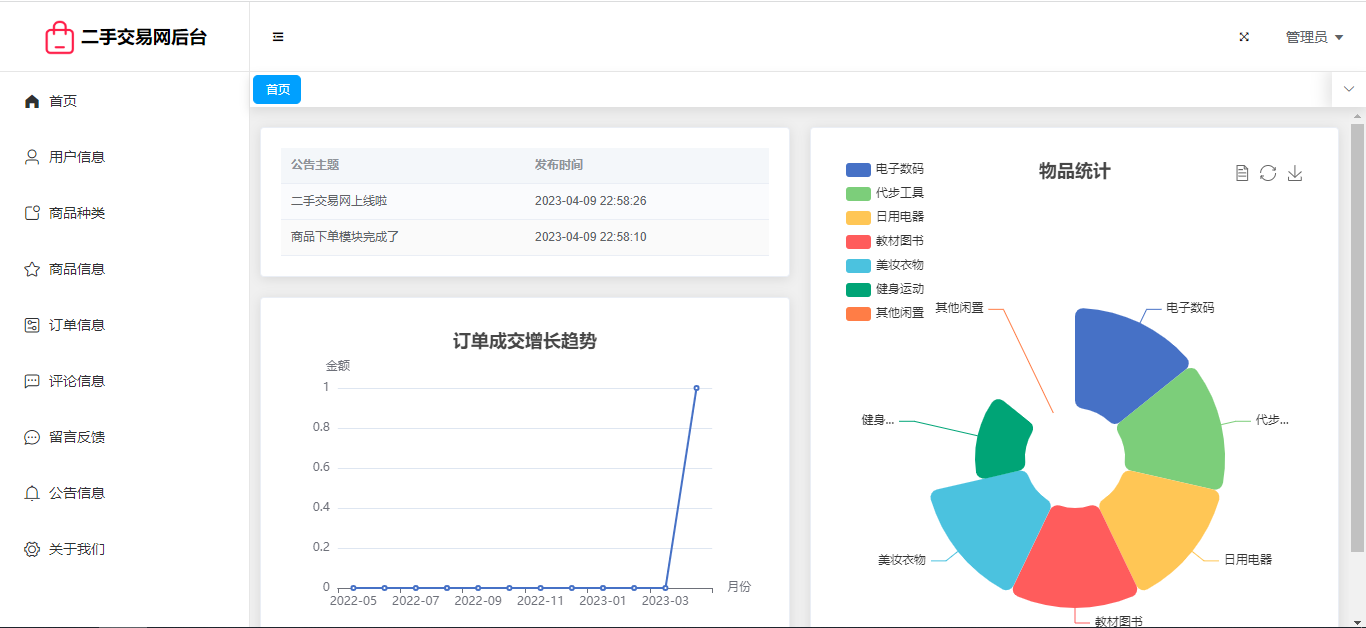 二手交易网后台
管理员
首页
用户信息
商品种类
商品信息
订单信息
评论信息
留言反馈
公告信息
关于我们
首页
公告主题 发布时间
二手交易网上线啦 2023-04-09 22:58:26
商品下单模块完成了 2023-04-09 22:58:10
订单成交增长趋势
金额
1
0.8
0.6
0.4
0.2
0
2022-05 2022-07 2022-09 2022-11 2023-01 2023-03
月份
物品统计
电子数码
代步工具
日用电器
教材图书
美妆衣物
健身运动
其他闲置
其他闲置
电子数码
健身...
代步...
美妆衣物
日用电器
教材图书